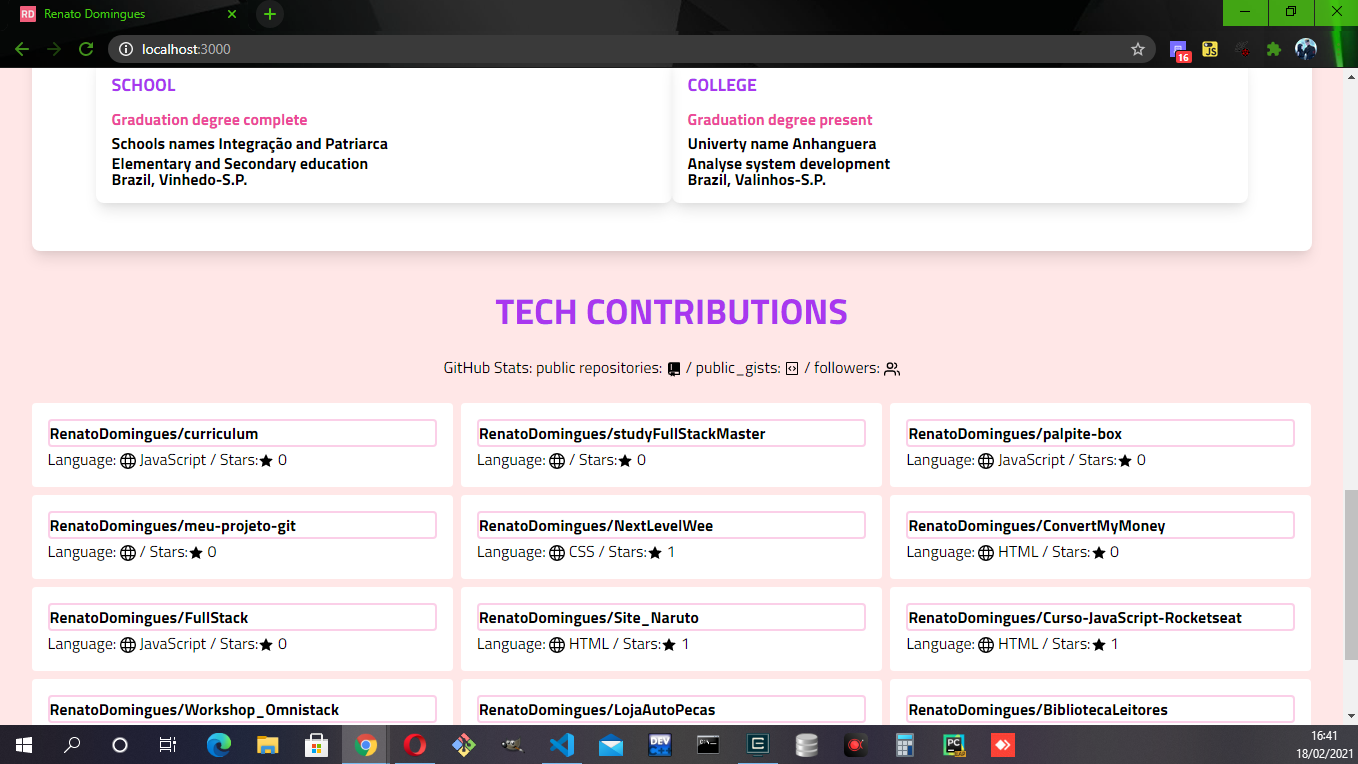 RD Renato Domingues
localhost:3000
16
JS
SCHOOL
Graduation degree complete
Schools names Integração and Patriarca
Elementary and Secondary education
Brazil, Vinhedo-S.P.
COLLEGE
Graduation degree present
Univerty name Anhanguera
Analyse system development
Brazil, Valinhos-S.P.
TECH CONTRIBUTIONS
GitHub Stats: public repositories: / public_gists: / followers:
RenatoDomingues/curriculum
Language: JavaScript / Stars: 0
RenatoDomingues/studyFullStackMaster
Language: / Stars: 0
RenatoDomingues/palpite-box
Language: JavaScript / Stars: 0
RenatoDomingues/meu-projeto-git
Language: / Stars: 0
RenatoDomingues/NextLevelWee
Language: CSS / Stars: 1
RenatoDomingues/ConvertMyMoney
Language: HTML / Stars: 0
RenatoDomingues/FullStack
Language: JavaScript / Stars: 0
RenatoDomingues/Site_Naruto
Language: HTML / Stars: 1
RenatoDomingues/Curso-JavaScript-Rocketseat
Language: HTML / Stars: 1
RenatoDomingues/Workshop_Omnistack
RenatoDomingues/LojaAutoPecas
RenatoDomingues/BibliotecaLeitores
DEV
PC
16:41
18/02/2021